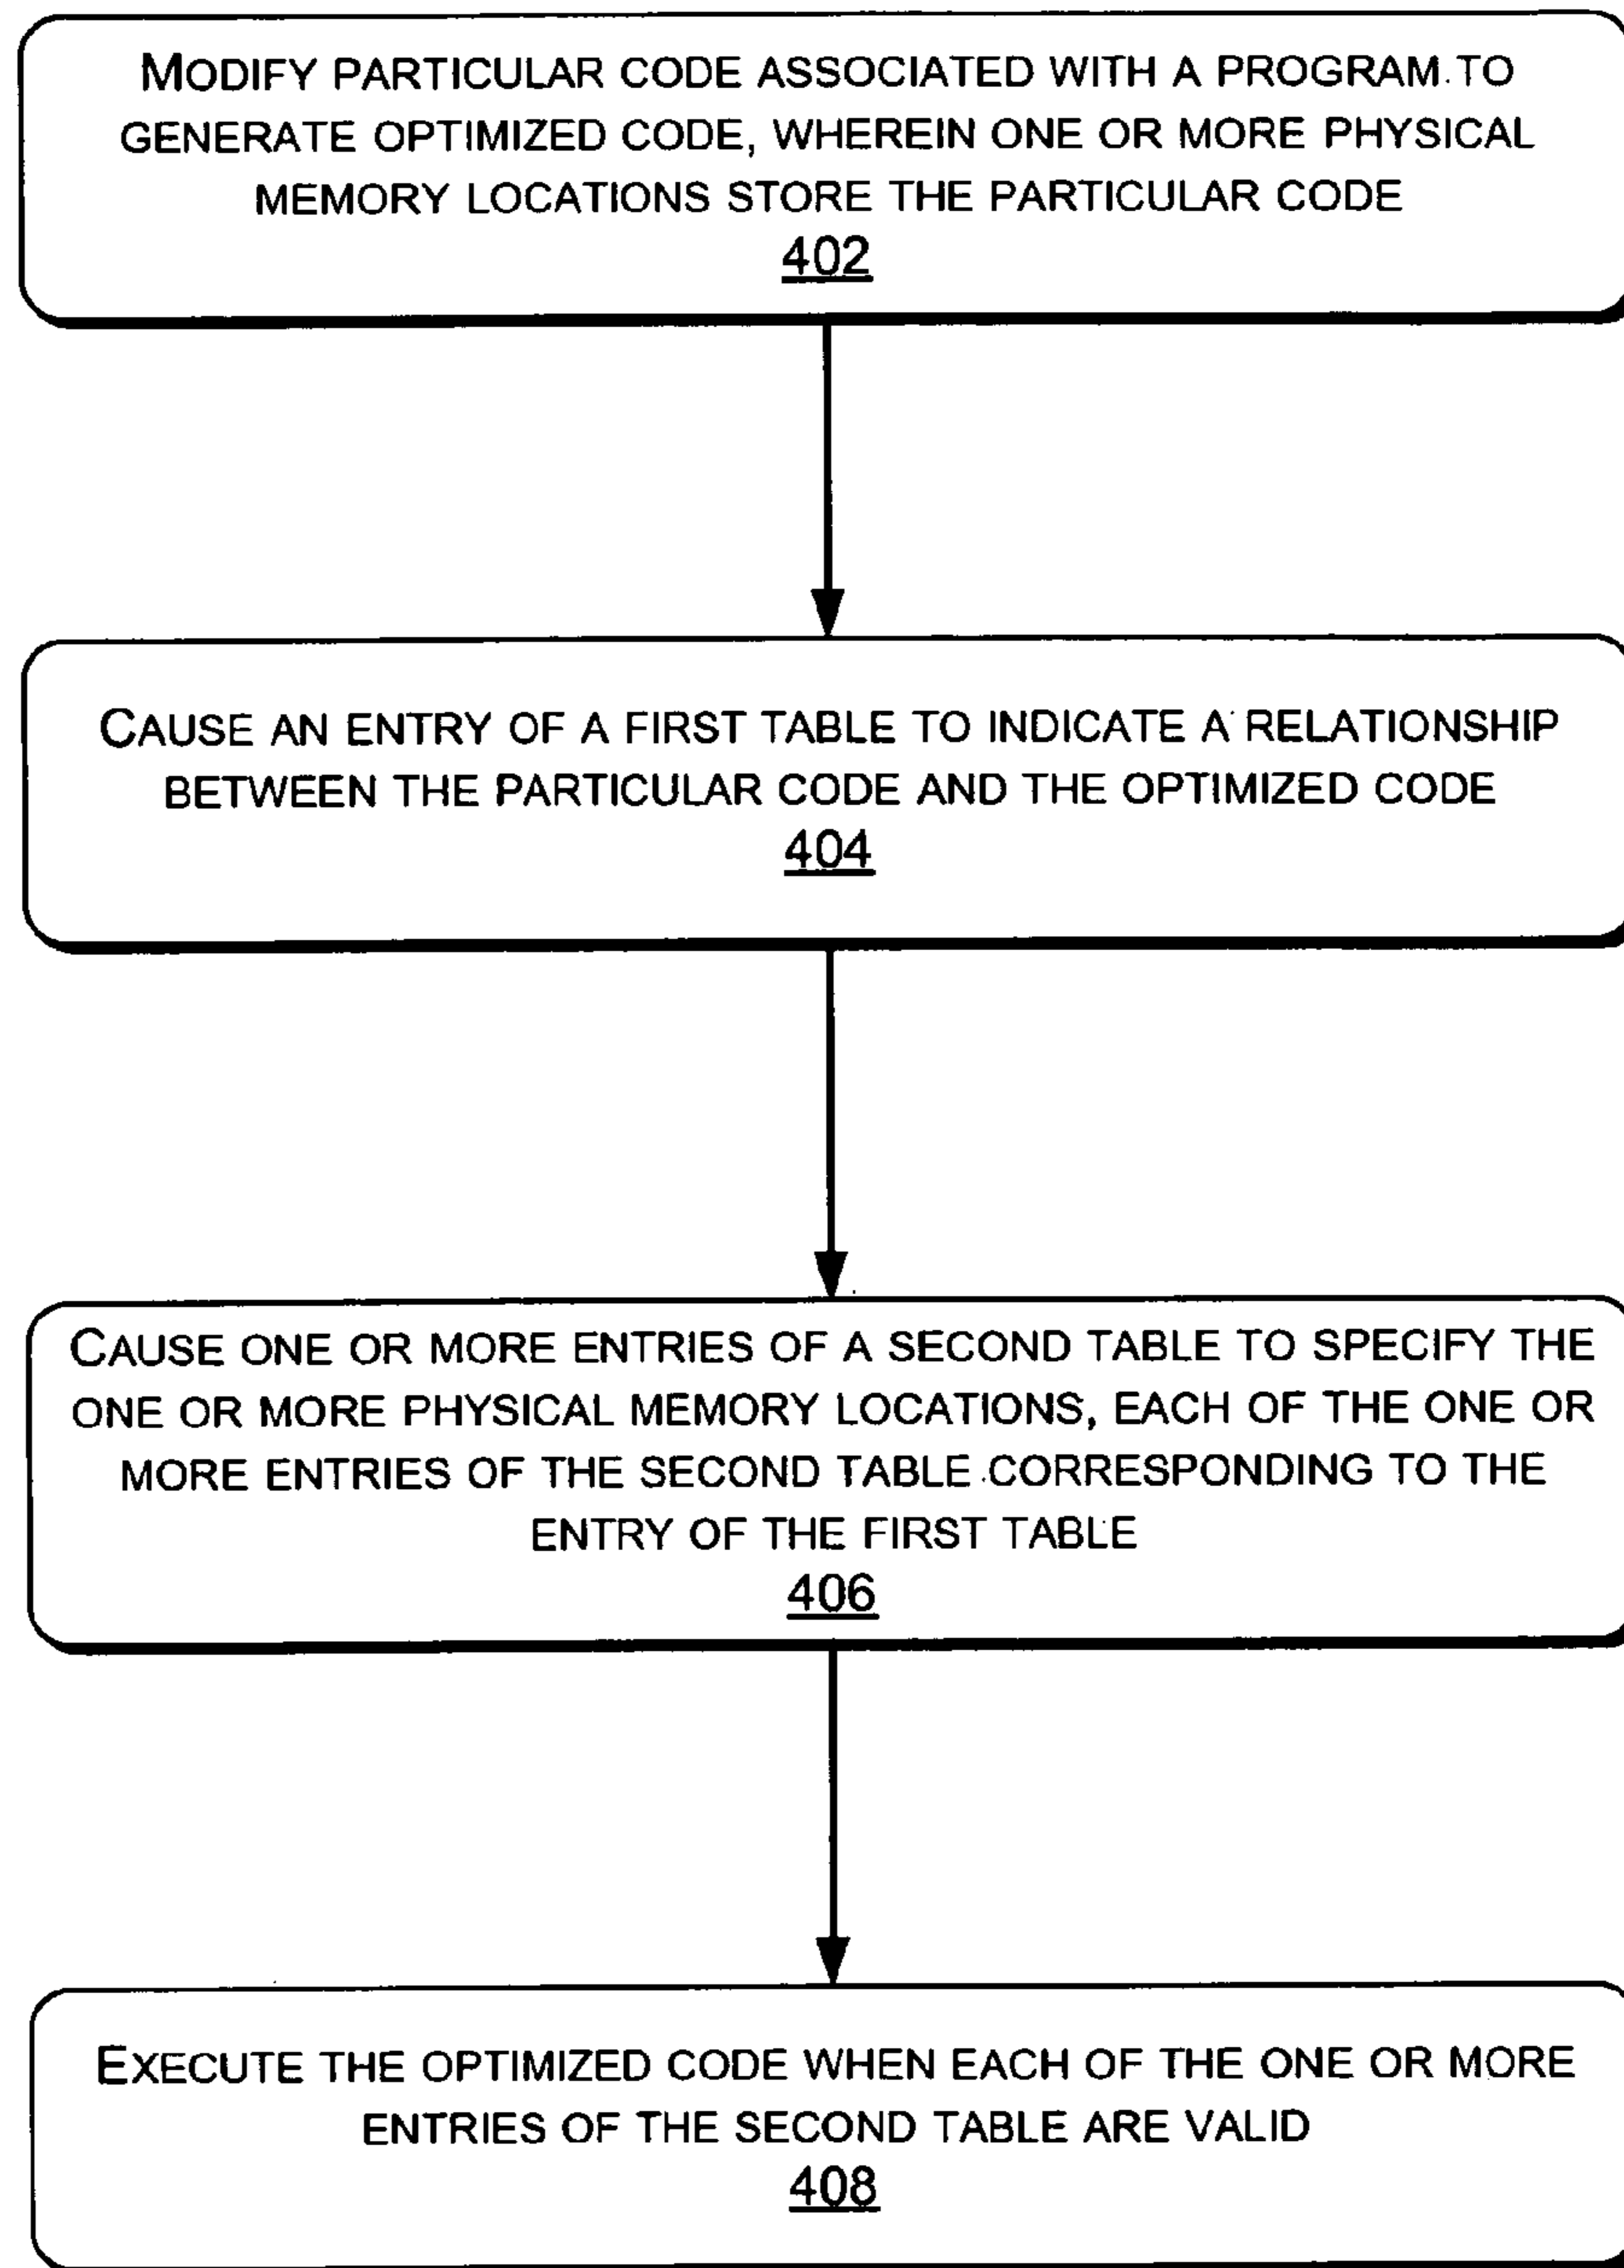 MODIFY PARTICULAR CODE ASSOCIATED WITH A PROGRAM TO
GENERATE OPTIMIZED CODE, WHEREIN ONE OR MORE PHYSICAL
MEMORY LOCATIONS STORE THE PARTICULAR CODE
402
CAUSE AN ENTRY OF A FIRST TABLE TO INDICATE A RELATIONSHIP
BETWEEN THE PARTICULAR CODE AND THE OPTIMIZED CODE
404
CAUSE ONE OR MORE ENTRIES OF A SECOND TABLE TO SPECIFY THE
ONE OR MORE PHYSICAL MEMORY LOCATIONS, EACH OF THE ONE OR
MORE ENTRIES OF THE SECOND TABLE CORRESPONDING TO THE
ENTRY OF THE FIRST TABLE
406
EXECUTE THE OPTIMIZED CODE WHEN EACH OF THE ONE OR MORE
ENTRIES OF THE SECOND TABLE ARE VALID
408